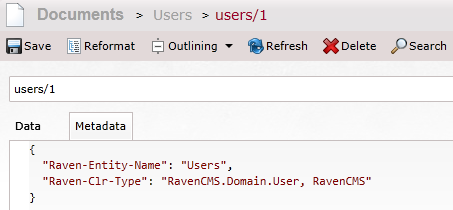 Documents > Users > users/1
Save Reformat Outlining Refresh Delete Search
users/1
Data Metadata
{
"Raven-Entity-Name": "Users",
"Raven-Clr-Type": "RavenCMS.Domain.User, RavenCMS"
}